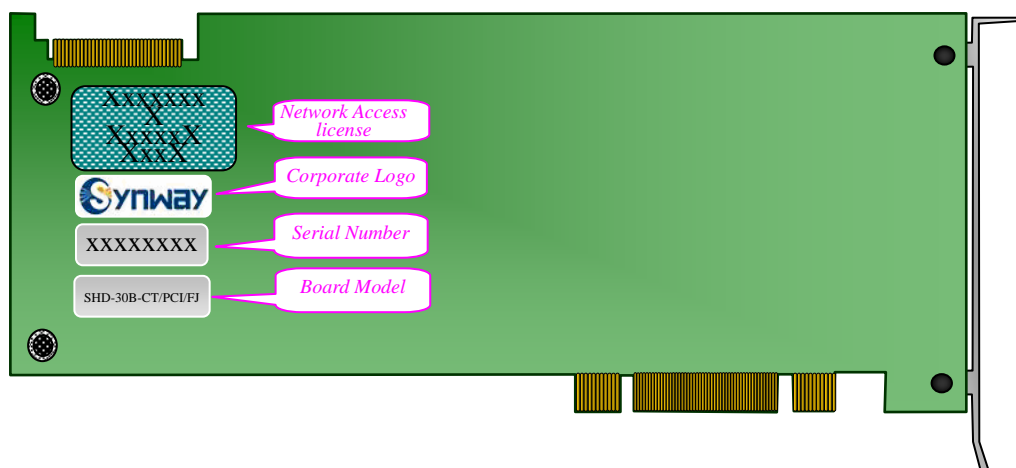 Xxxxxxx
X
XxxxxX
XxxX
Network Access
license
Synway
Corporate Logo
XXXXXXXX
Serial Number
SHD-30B-CT/PCI/FJ
Board Model